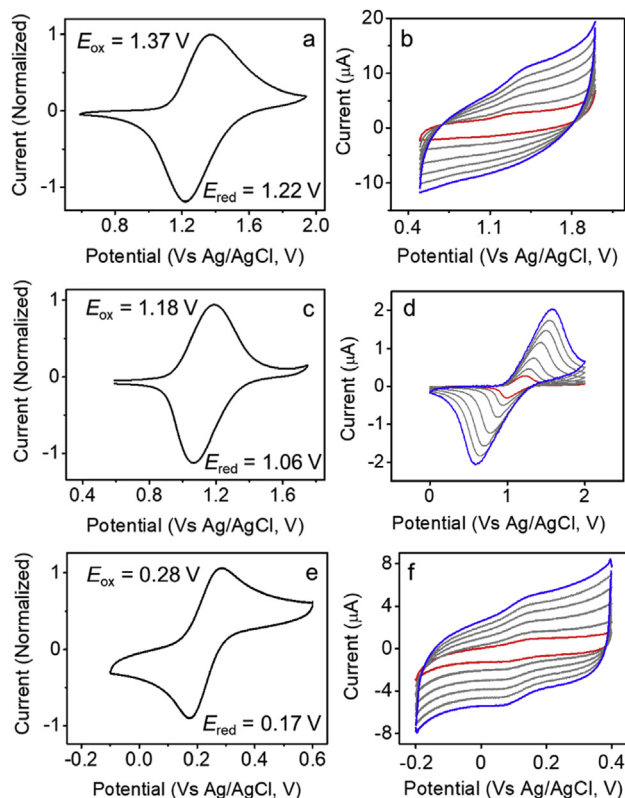 a
E_ox = 1.37 V
E_red = 1.22 V
Current (Normalized)
1
0
-1
0.8 1.2 1.6 2.0
Potential (Vs Ag/AgCl, V)
b
Current (μA)
20
10
0
-10
0.4 1.1 1.8
Potential (Vs Ag/AgCl, V)
c
E_ox = 1.18 V
E_red = 1.06 V
Current (Normalized)
1
0
-1
0.4 0.8 1.2 1.6
Potential (Vs Ag/AgCl, V)
d
Current (μA)
2
1
0
-1
-2
0 1 2
Potential (Vs Ag/AgCl, V)
e
E_ox = 0.28 V
E_red = 0.17 V
Current (Normalized)
1
0
-1
-0.2 0.0 0.2 0.4 0.6
Potential (Vs Ag/AgCl, V)
f
Current (μA)
8
4
0
-4
-8
-0.2 0 0.2 0.4
Potential (Vs Ag/AgCl, V)